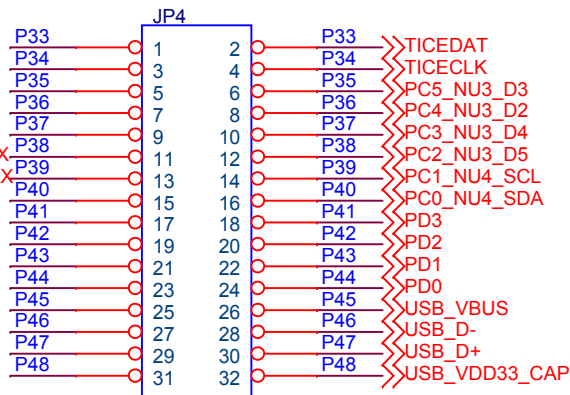 JP4
P33 1 2 P33 TICEDAT
P34 3 4 P34 TICECLK
P35 5 6 P35 PC5_NU3_D3
P36 7 8 P36 PC4_NU3_D2
P37 9 10 P37 PC3_NU3_D4
X P38 11 12 P38 PC2_NU3_D5
X P39 13 14 P39 PC1_NU4_SCL
P40 15 16 P40 PC0_NU4_SDA
P41 17 18 P41 PD3
P42 19 20 P42 PD2
P43 21 22 P43 PD1
P44 23 24 P44 PD0
P45 25 26 P45 USB_VBUS
P46 27 28 P46 USB_D-
P47 29 30 P47 USB_D+
P48 31 32 P48 USB_VDD33_CAP